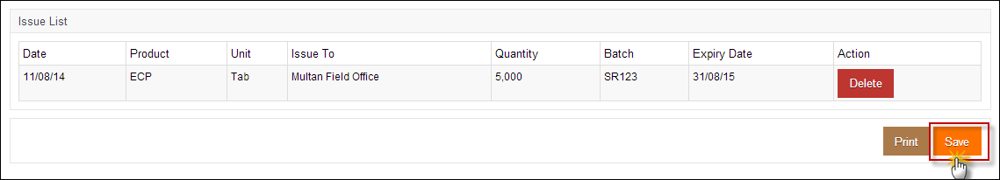 Issue List
Date Product Unit Issue To Quantity Batch Expiry Date Action
11/08/14 ECP Tab Multan Field Office 5,000 SR123 31/08/15 Delete
Print Save